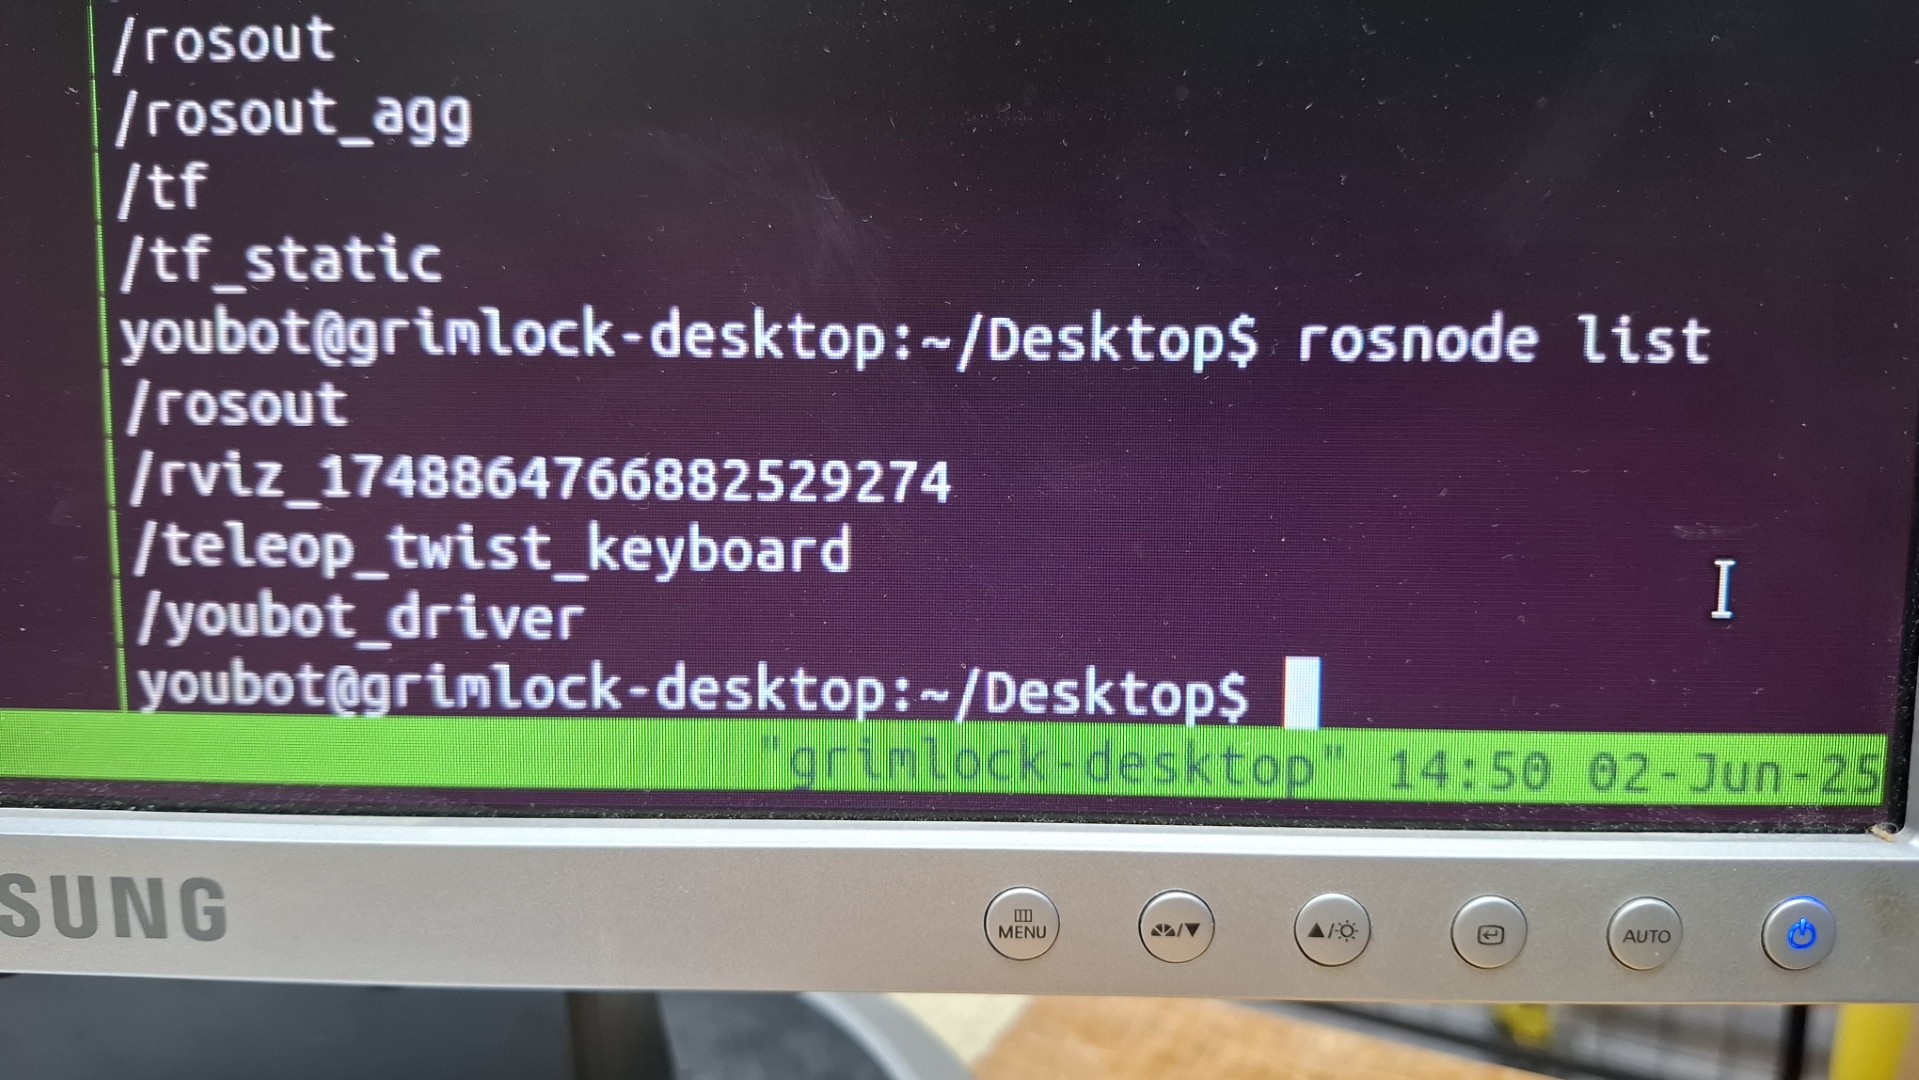 /rosout
/rosout_agg
/tf
/tf_static
youbot@grimlock-desktop:~/Desktop$ rosnode list
/rosout
/rviz_1748864766882529274
/teleop_twist_keyboard
/youbot_driver
youbot@grimlock-desktop:~/Desktop$
"grimlock-desktop" 14:50 02-Jun-25
SUNG
MENU
AUTO